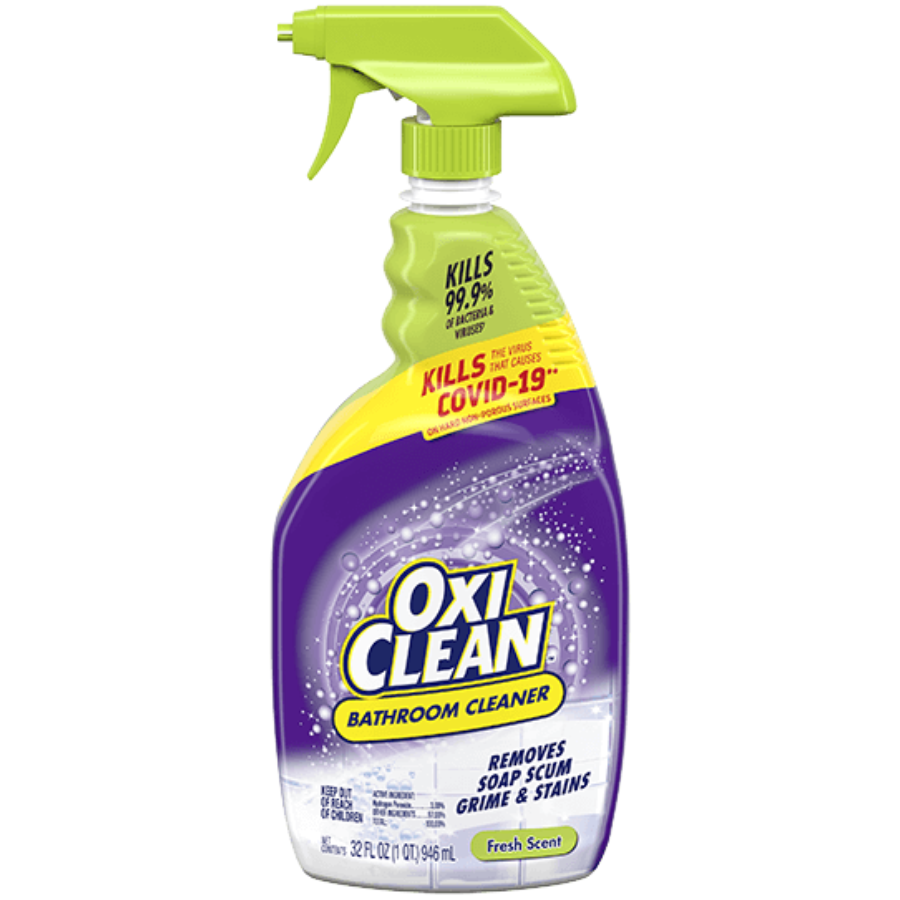 KILLS
99.9%
OF BACTERIA &
VIRUSES†
KILLS THE VIRUS THAT CAUSES
COVID-19**
ON HARD NON-POROUS SURFACES
OXI
CLEAN™
BATHROOM CLEANER
REMOVES
SOAP SCUM
GRIME & STAINS
KEEP OUT
OF REACH
OF CHILDREN
ACTIVE INGREDIENT:
Hydrogen Peroxide
OTHER INGREDIENTS
TOTAL:
NET
CONTENTS 32 FL OZ (1 QT) 946 mL
Fresh Scent